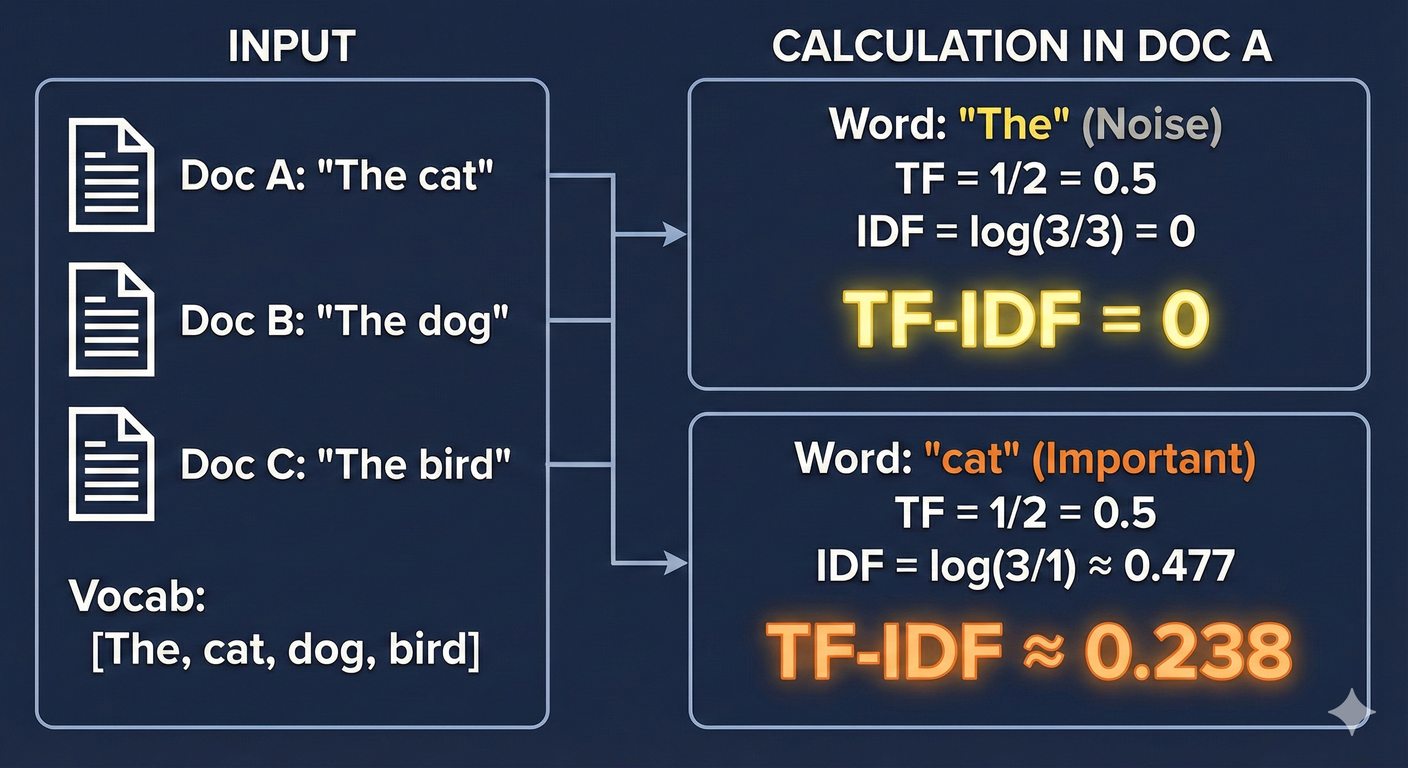 INPUT
Doc A: "The cat"
Doc B: "The dog"
Doc C: "The bird"
Vocab:
[The, cat, dog, bird]
CALCULATION IN DOC A
Word: "The" (Noise)
TF = 1/2 = 0.5
IDF = log(3/3) = 0
TF-IDF = 0
Word: "cat" (Important)
TF = 1/2 = 0.5
IDF = log(3/1) ≈ 0.477
TF-IDF ≈ 0.238